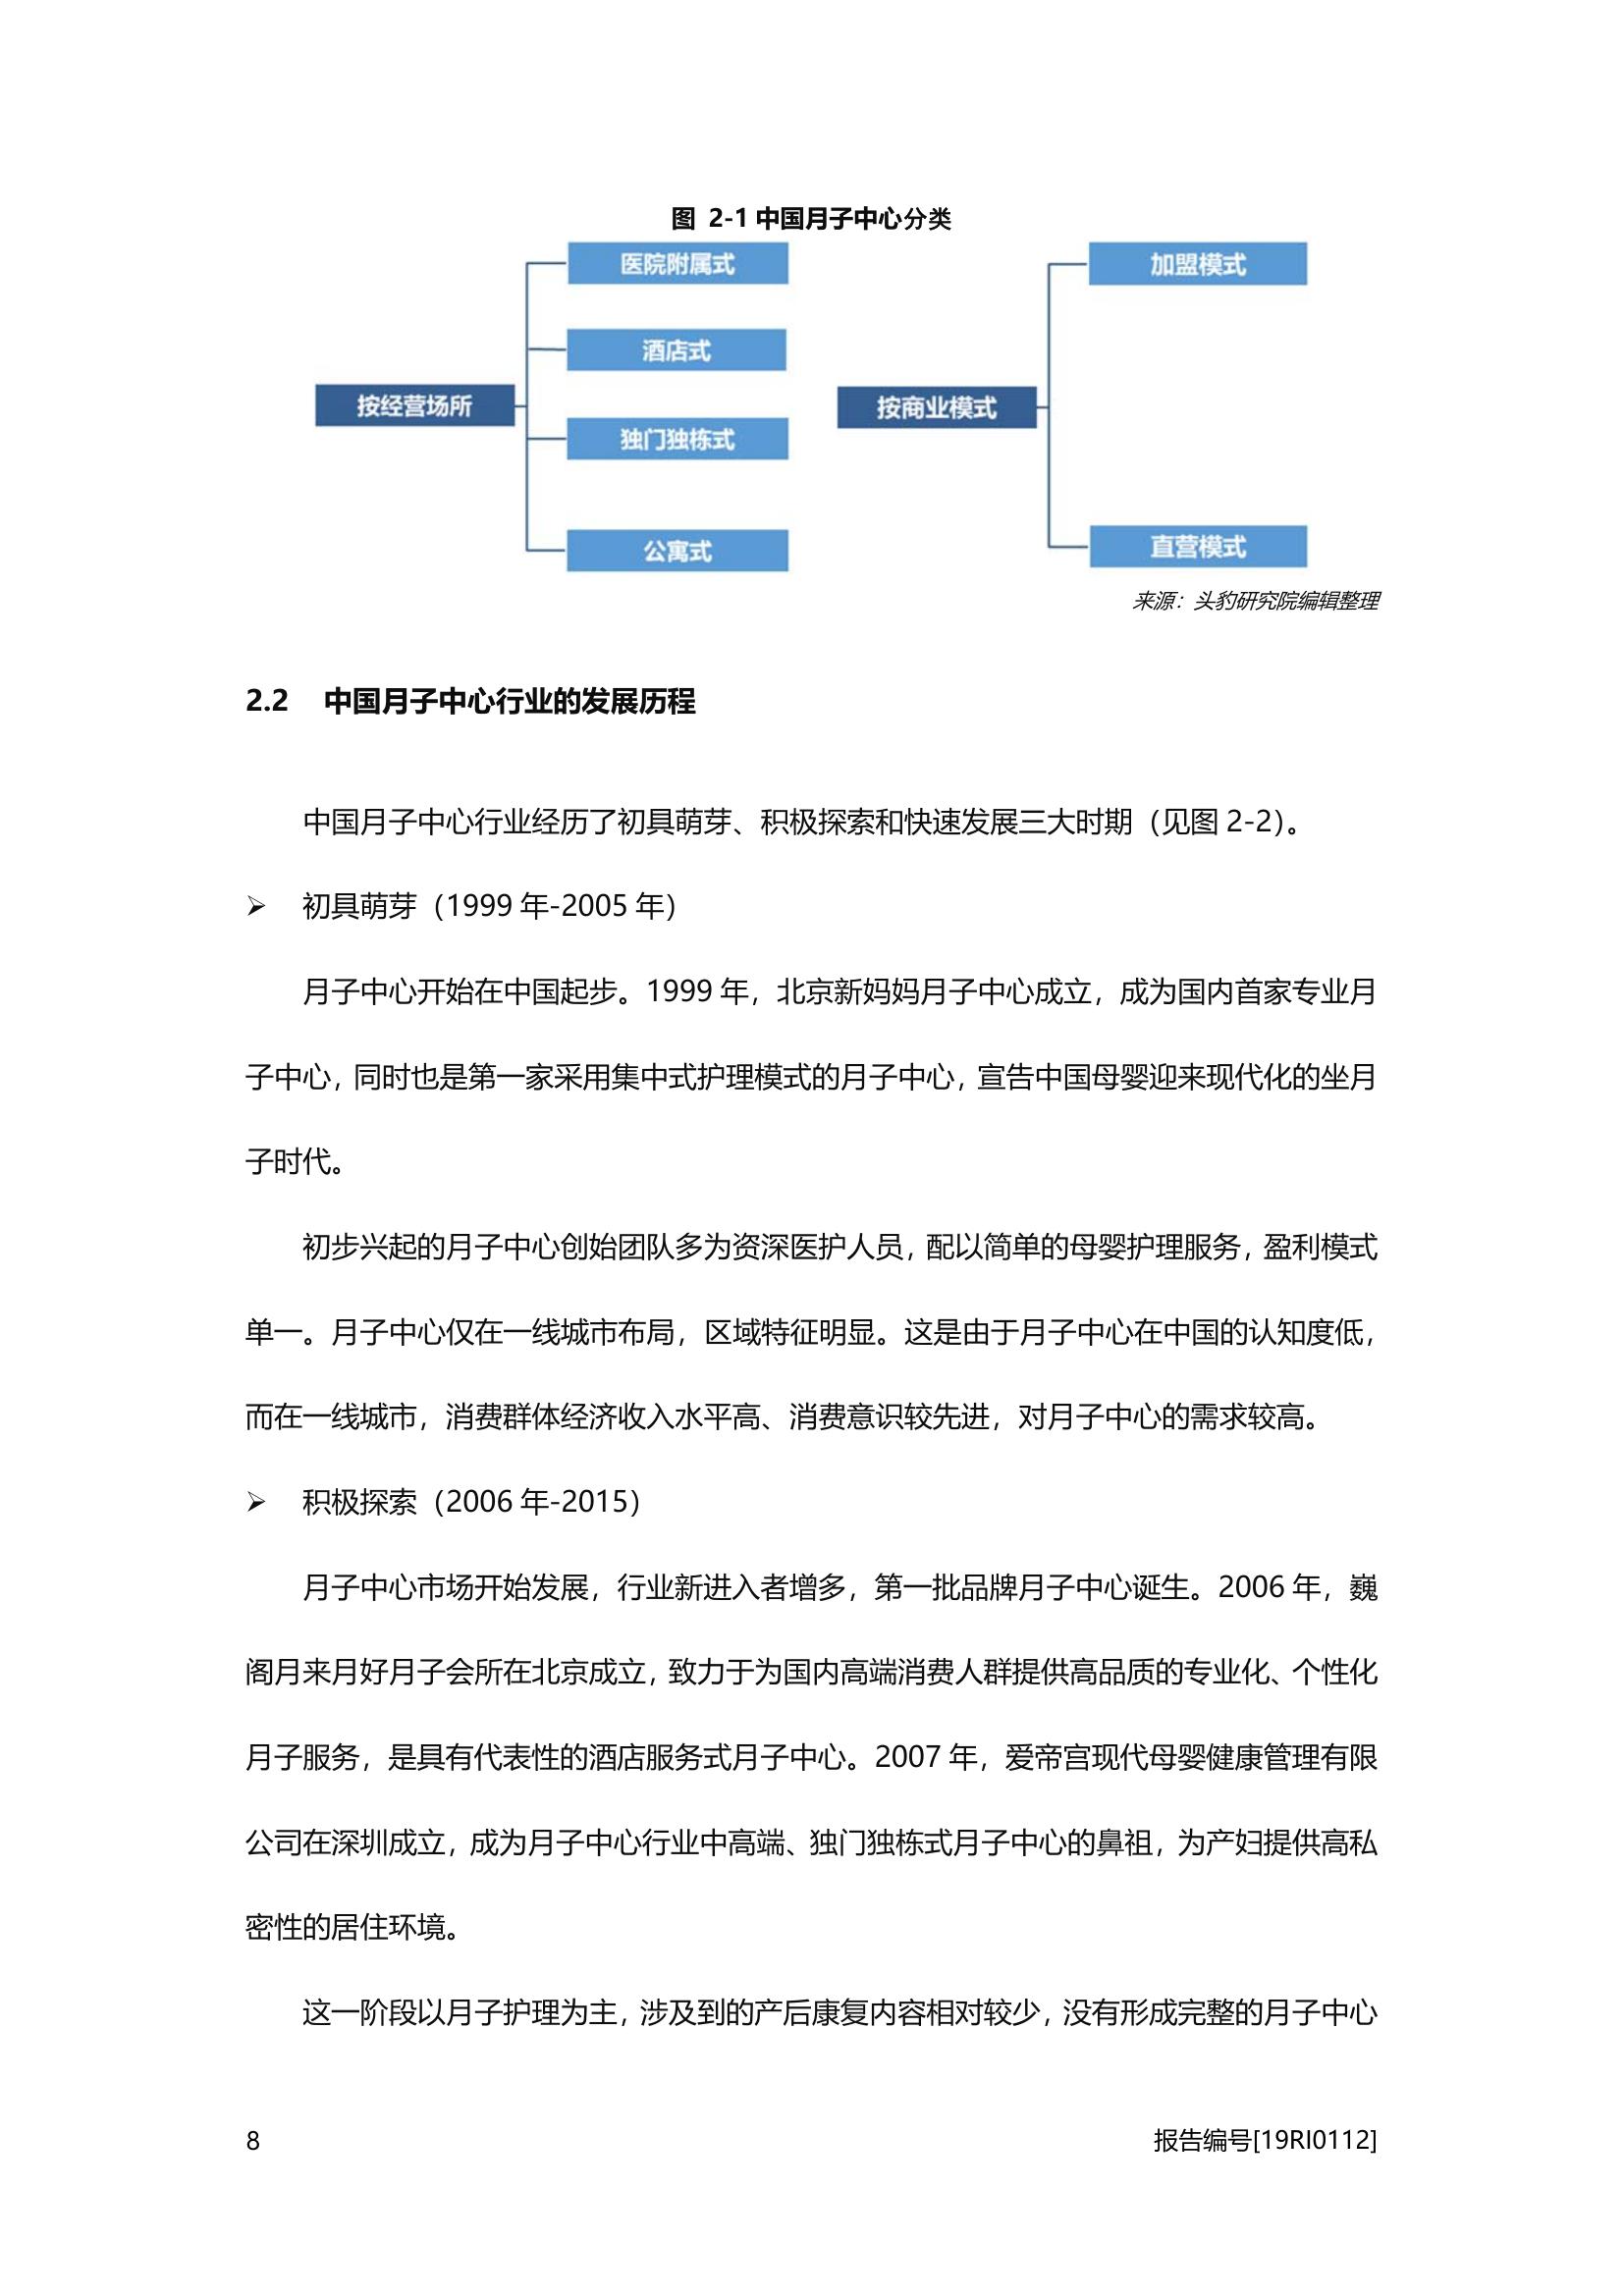 图 2-1 中国月子中心分类
医院附属式
酒店式
按经营场所
独门独栋式
公寓式
加盟模式
按商业模式
直营模式
来源：头豹研究院编辑整理
2.2 中国月子中心行业的发展历程
中国月子中心行业经历了初具萌芽、积极探索和快速发展三大时期（见图 2-2）。
➢ 初具萌芽（1999 年-2005 年）
月子中心开始在中国起步。1999 年，北京新妈妈月子中心成立，成为国内首家专业月
子中心，同时也是第一家采用集中式护理模式的月子中心，宣告中国母婴迎来现代化的坐月
子时代。
初步兴起的月子中心创始团队多为资深医护人员，配以简单的母婴护理服务，盈利模式
单一。月子中心仅在一线城市布局，区域特征明显。这是由于月子中心在中国的认知度低，
而在一线城市，消费群体经济收入水平高、消费意识较先进，对月子中心的需求较高。
➢ 积极探索（2006 年-2015）
月子中心市场开始发展，行业新进入者增多，第一批品牌月子中心诞生。2006 年，巍
阁月来月好月子会所在北京成立，致力于为国内高端消费人群提供高品质的专业化、个性化
月子服务，是具有代表性的酒店服务式月子中心。2007 年，爱帝宫现代母婴健康管理有限
公司在深圳成立，成为月子中心行业中高端、独门独栋式月子中心的鼻祖，为产妇提供高私
密性的居住环境。
这一阶段以月子护理为主，涉及到的产后康复内容相对较少，没有形成完整的月子中心
8
报告编号[19RI0112]